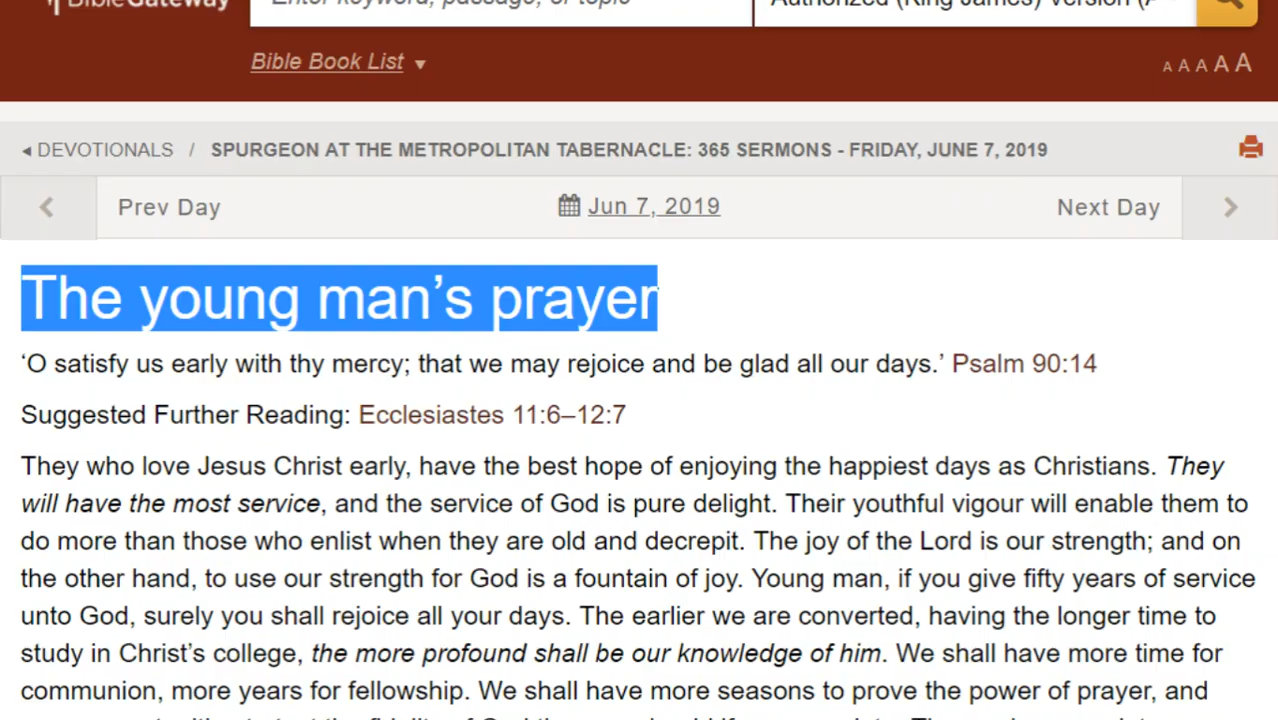 BibleGateway
Enter keyword, passage, or topic
Authorized (King James) Version (A
Bible Book List ▼
A A A A A
◂ DEVOTIONALS / SPURGEON AT THE METROPOLITAN TABERNACLE: 365 SERMONS - FRIDAY, JUNE 7, 2019
Prev Day Jun 7, 2019 Next Day
The young man’s prayer
‘O satisfy us early with thy mercy; that we may rejoice and be glad all our days.’ Psalm 90:14
Suggested Further Reading: Ecclesiastes 11:6–12:7
They who love Jesus Christ early, have the best hope of enjoying the happiest days as Christians. They
will have the most service, and the service of God is pure delight. Their youthful vigour will enable them to
do more than those who enlist when they are old and decrepit. The joy of the Lord is our strength; and on
the other hand, to use our strength for God is a fountain of joy. Young man, if you give fifty years of service
unto God, surely you shall rejoice all your days. The earlier we are converted, having the longer time to
study in Christ’s college, the more profound shall be our knowledge of him. We shall have more time for
communion, more years for fellowship. We shall have more seasons to prove the power of prayer, and